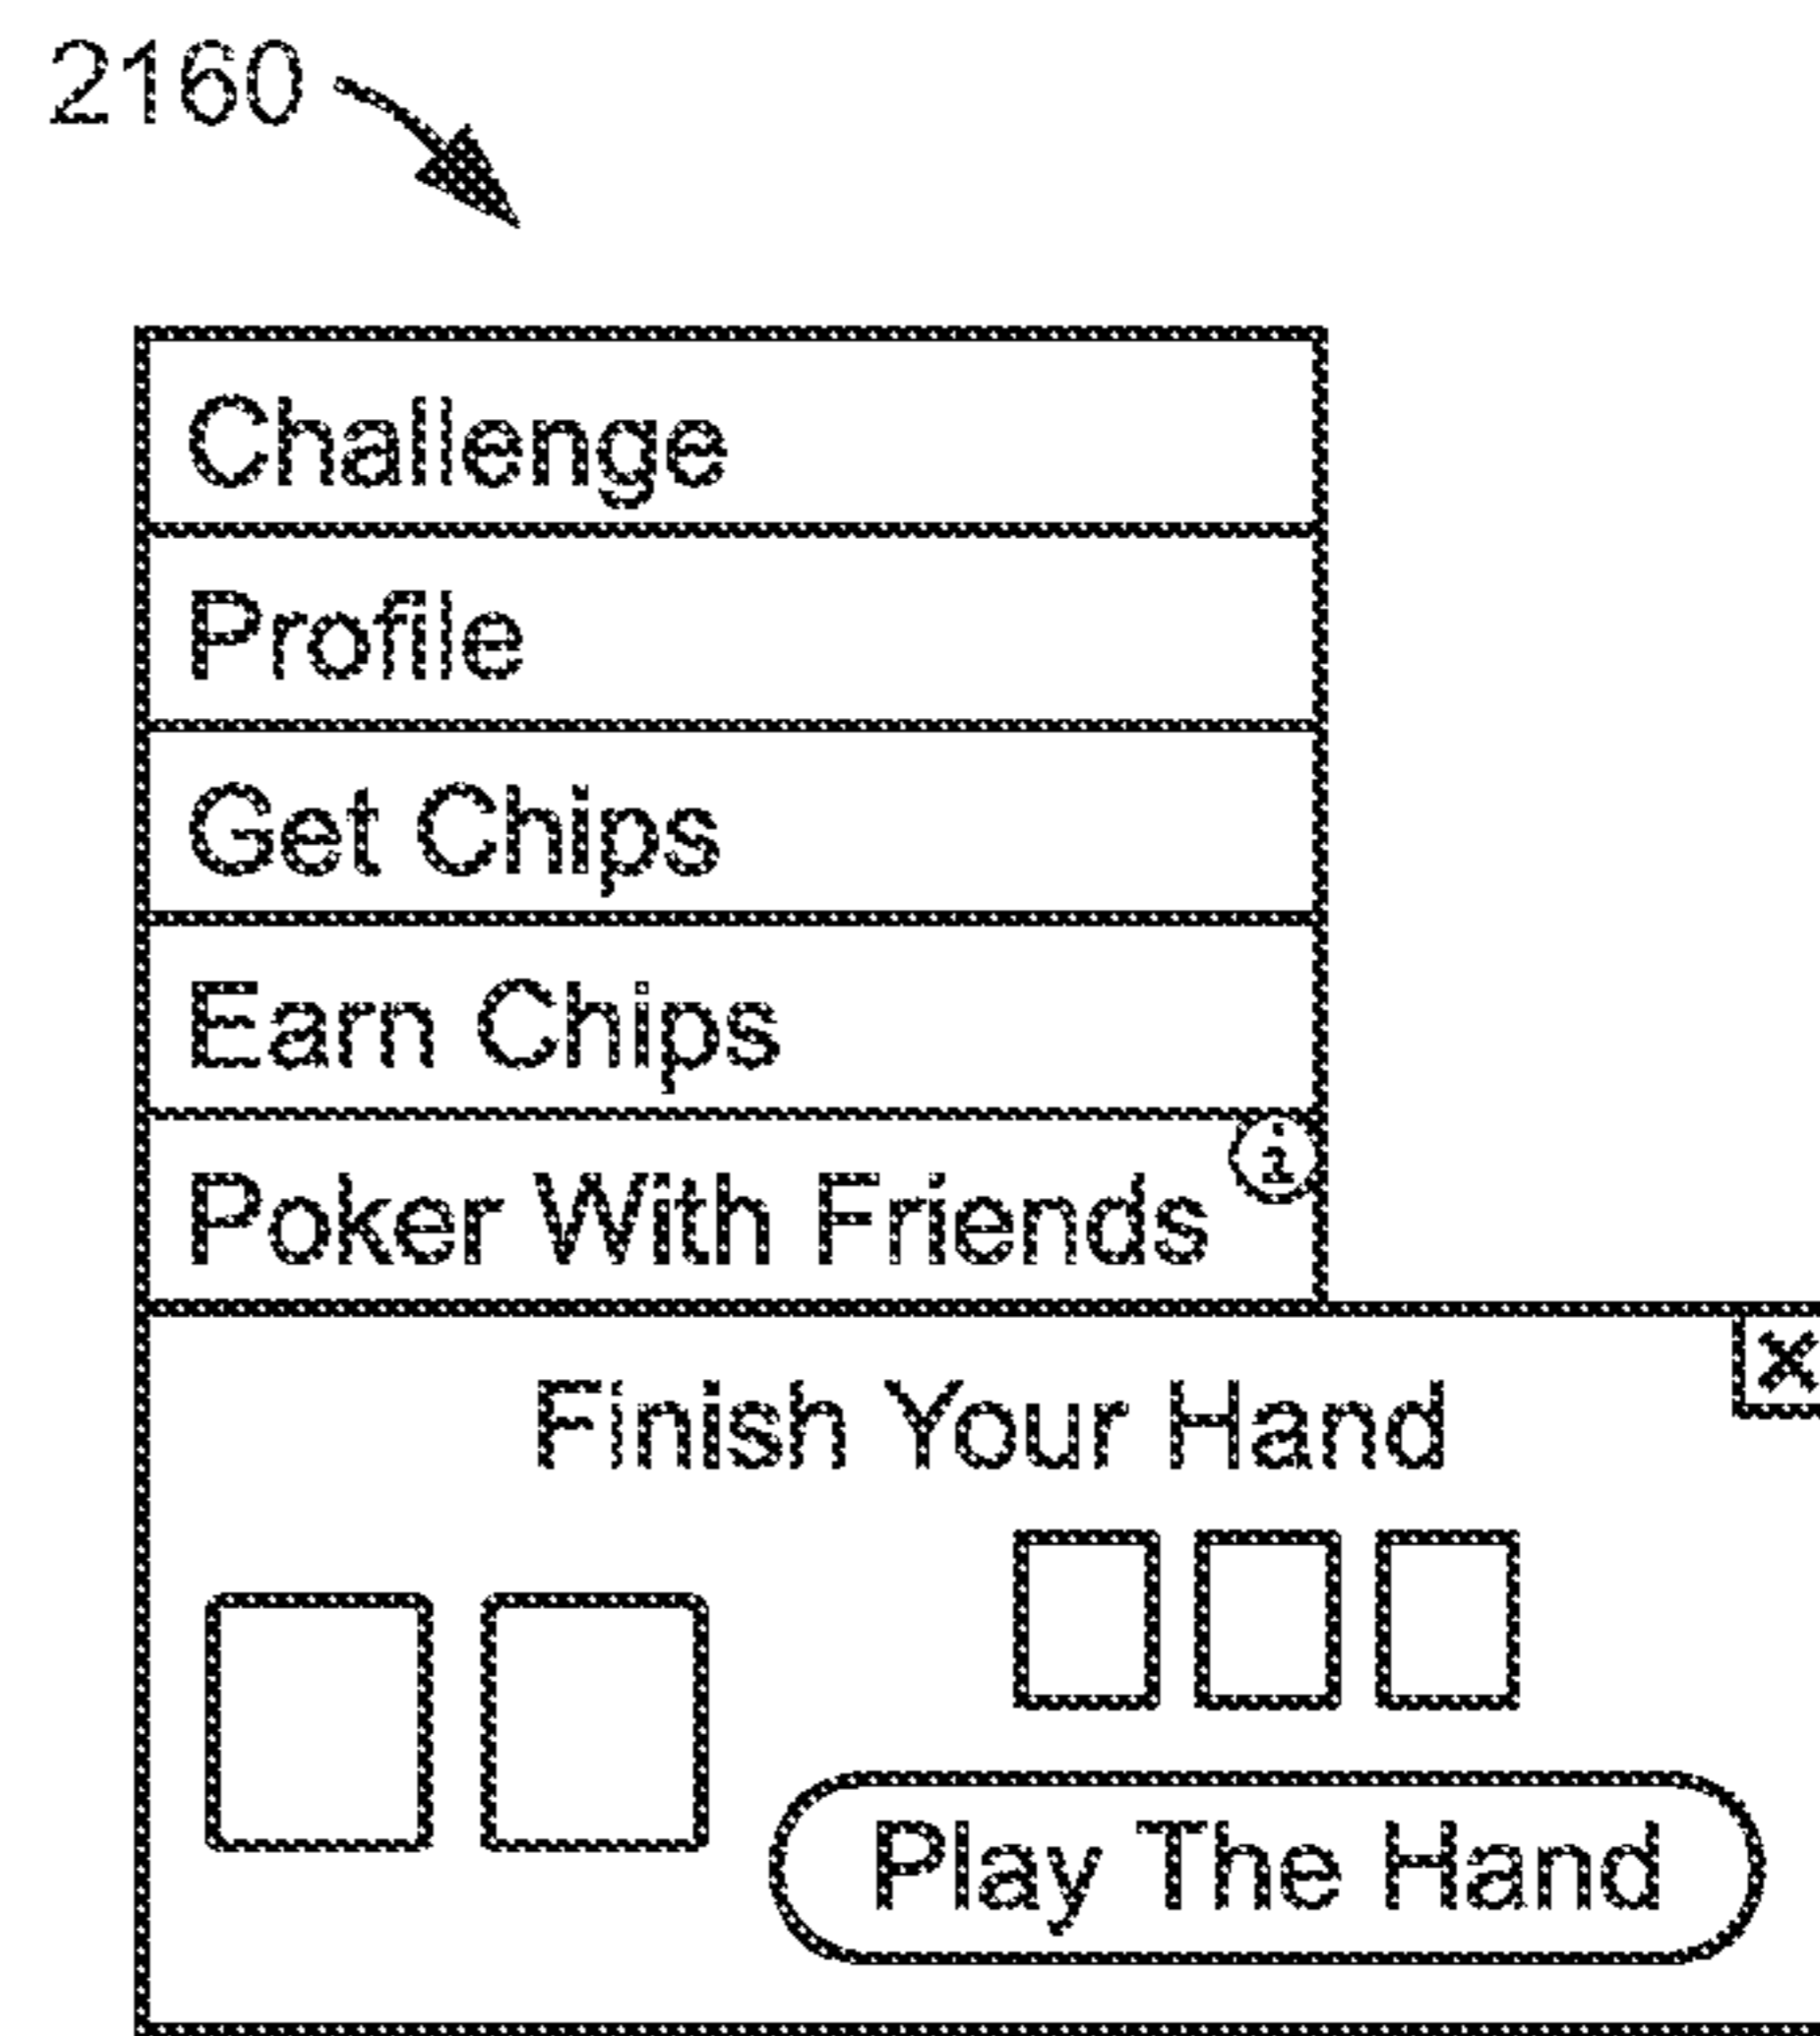 2160
Challenge
Profile
Get Chips
Earn Chips
Poker With Friends
Finish Your Hand
Play The Hand